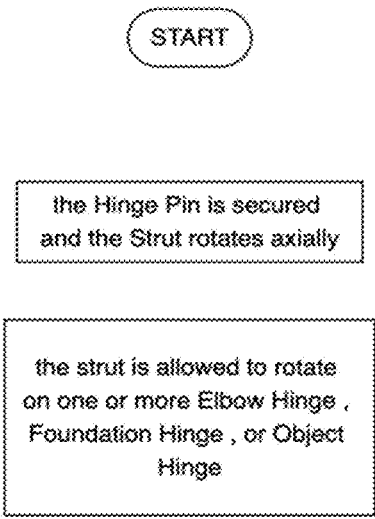 START
the Hinge Pin is secured
and the Strut rotates axially
the strut is allowed to rotate
on one or more Elbow Hinge ,
Foundation Hinge , or Object
Hinge